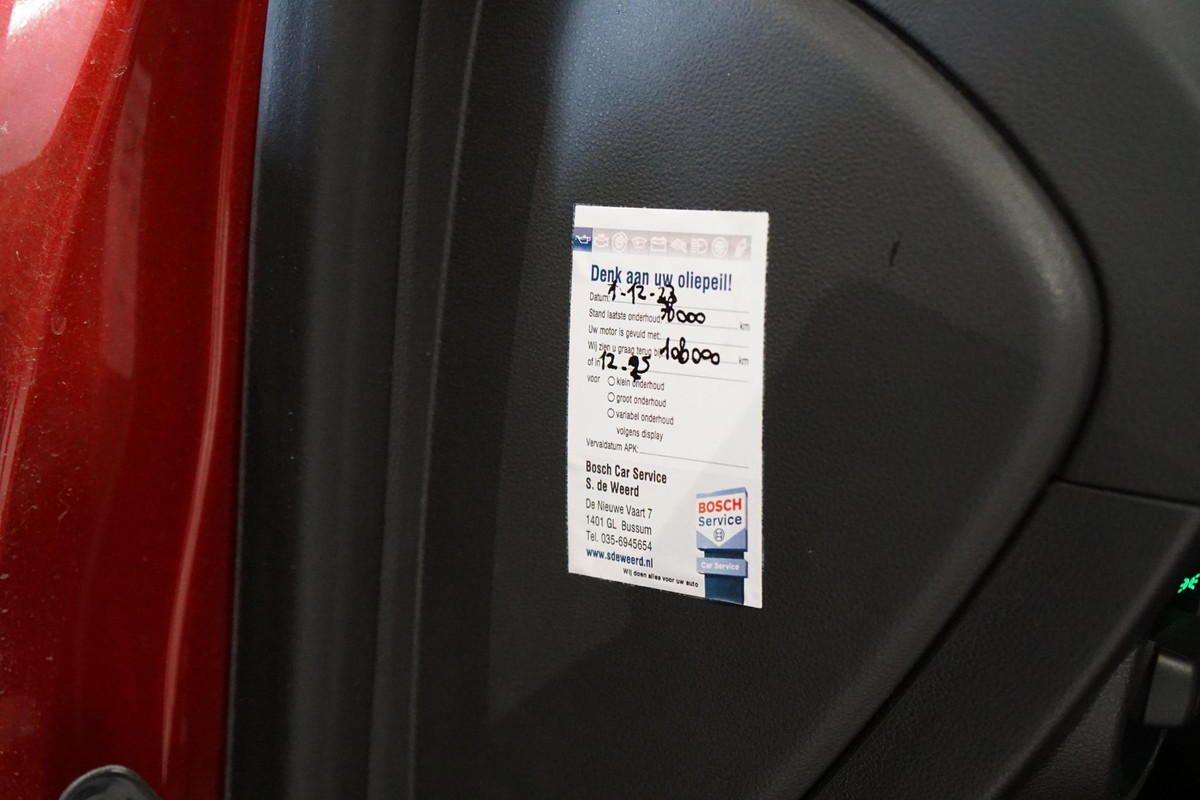 Denk aan uw oliepeil!
Datum: 1-12-23
Stand laatste onderhoud: 78000 km
Uw motor is gevuld met:
Wij zien u graag terug bij 108000 km
of in 12-25
voor klein onderhoud
groot onderhoud
variabel onderhoud
volgens display
Vervaldatum APK:
Bosch Car Service
S. de Weerd
De Nieuwe Vaart 7
1401 GL Bussum
Tel. 035-6945654
www.sdeweerd.nl
Wij doen alles voor uw auto
BOSCH
Service
Car Service